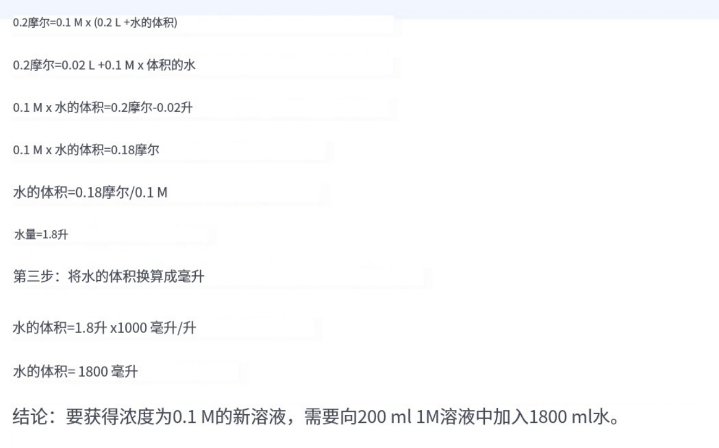 0.2摩尔=0.1 M x (0.2 L +水的体积)
0.2摩尔=0.02 L +0.1 M x 体积的水
0.1 M x 水的体积=0.2摩尔-0.02升
0.1 M x 水的体积=0.18摩尔
水的体积=0.18摩尔/0.1 M
水量=1.8升
第三步：将水的体积换算成毫升
水的体积=1.8升 x1000 毫升/升
水的体积= 1800 毫升
结论：要获得浓度为0.1 M的新溶液，需要向200 ml 1M溶液中加入1800 ml水。